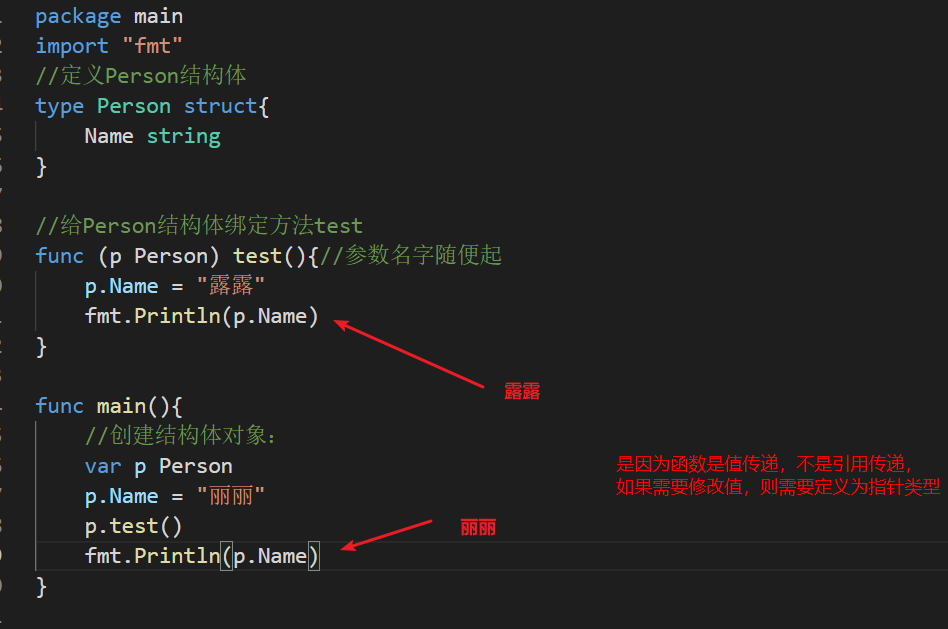 package main
import "fmt"
//定义Person结构体
type Person struct{
    Name string
}
//给Person结构体绑定方法test
func (p Person) test(){//参数名字随便起
    p.Name = "露露"
    fmt.Println(p.Name)
}
露露
func main(){
    //创建结构体对象:
    var p Person
    p.Name = "丽丽"
    p.test()
    fmt.Println(p.Name)
}
是因为函数是值传递，不是引用传递，
如果需要修改值，则需要定义为指针类型
丽丽